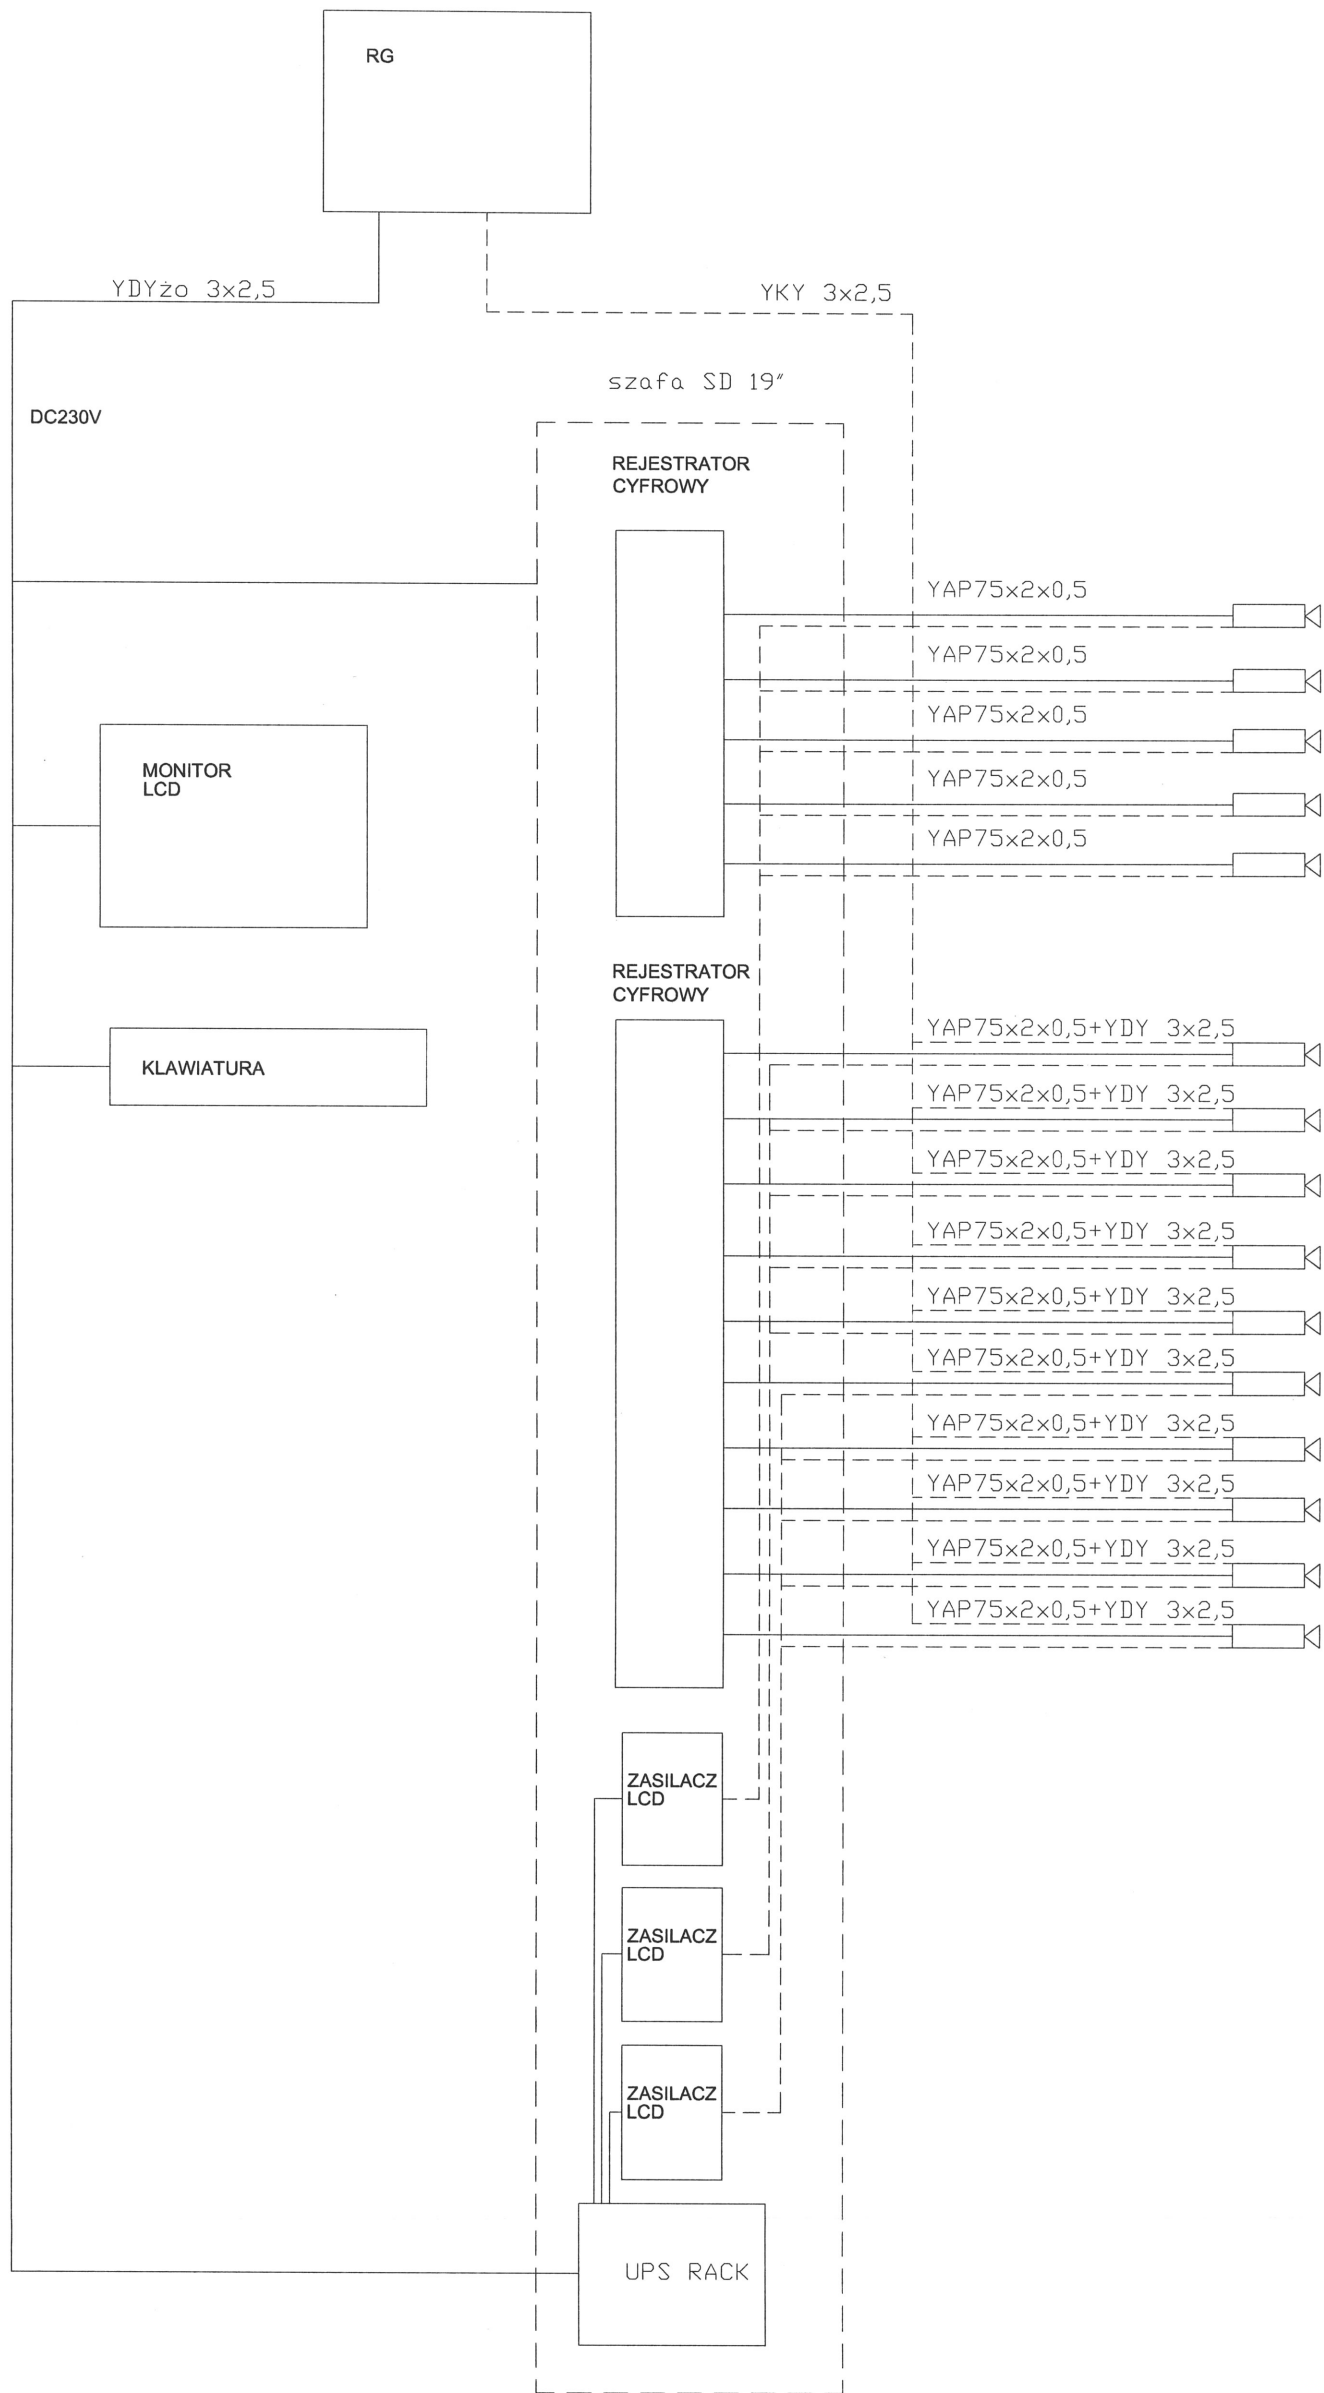 RG
YDYżo 3x2,5
YKY 3x2,5
szafa SD 19"
DC230V
REJESTRATOR
CYFROWY
YAP75x2x0,5
YAP75x2x0,5
YAP75x2x0,5
YAP75x2x0,5
YAP75x2x0,5
MONITOR
LCD
REJESTRATOR
CYFROWY
KLAWIATURA
YAP75x2x0,5+YDY 3x2,5
YAP75x2x0,5+YDY 3x2,5
YAP75x2x0,5+YDY 3x2,5
YAP75x2x0,5+YDY 3x2,5
YAP75x2x0,5+YDY 3x2,5
YAP75x2x0,5+YDY 3x2,5
YAP75x2x0,5+YDY 3x2,5
YAP75x2x0,5+YDY 3x2,5
YAP75x2x0,5+YDY 3x2,5
YAP75x2x0,5+YDY 3x2,5
ZASILACZ
LCD
ZASILACZ
LCD
ZASILACZ
LCD
UPS RACK